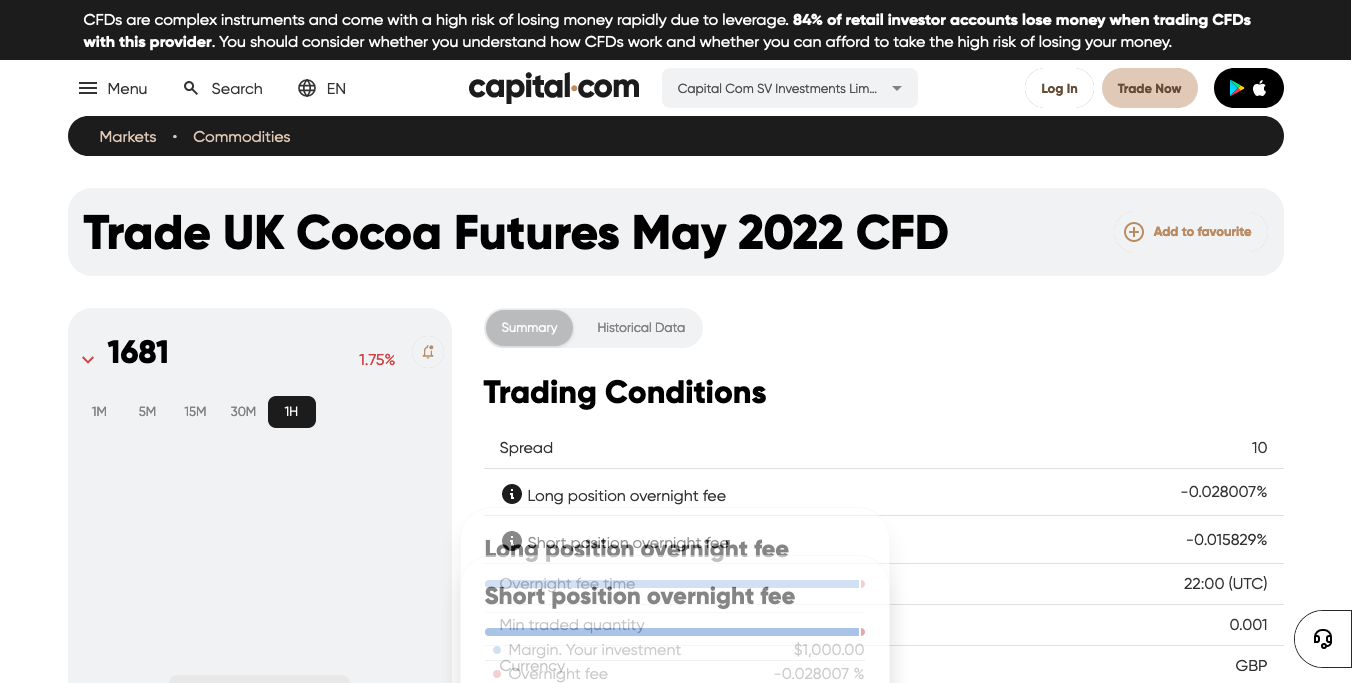 CFDs are complex instruments and come with a high risk of losing money rapidly due to leverage. 84% of retail investor accounts lose money when trading CFDs
with this provider. You should consider whether you understand how CFDs work and whether you can afford to take the high risk of losing your money.
Menu Search EN capital.com Capital Com SV Investments Lim... Log In Trade Now
Markets • Commodities
Trade UK Cocoa Futures May 2022 CFD Add to favourite
1681 1.75%
1M 5M 15M 30M 1H
Summary Historical Data
Trading Conditions
Spread 10
Long position overnight fee -0.028007%
Short position overnight fee -0.015829%
Long position overnight fee
Overnight fee time 22:00 (UTC)
Short position overnight fee
Min traded quantity 0.001
Margin. Your investment $1,000.00
Currency GBP
Overnight fee -0.028007 %